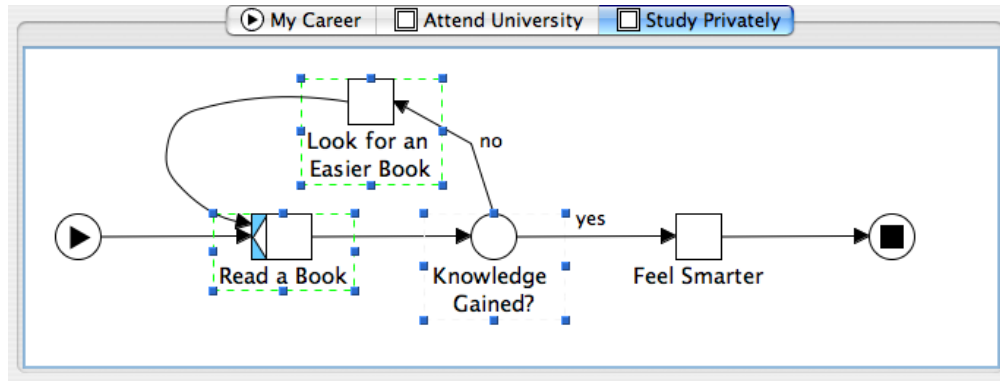 My Career
Attend University
Study Privately
Look for an
Easier Book
no
yes
Read a Book
Knowledge
Gained?
Feel Smarter